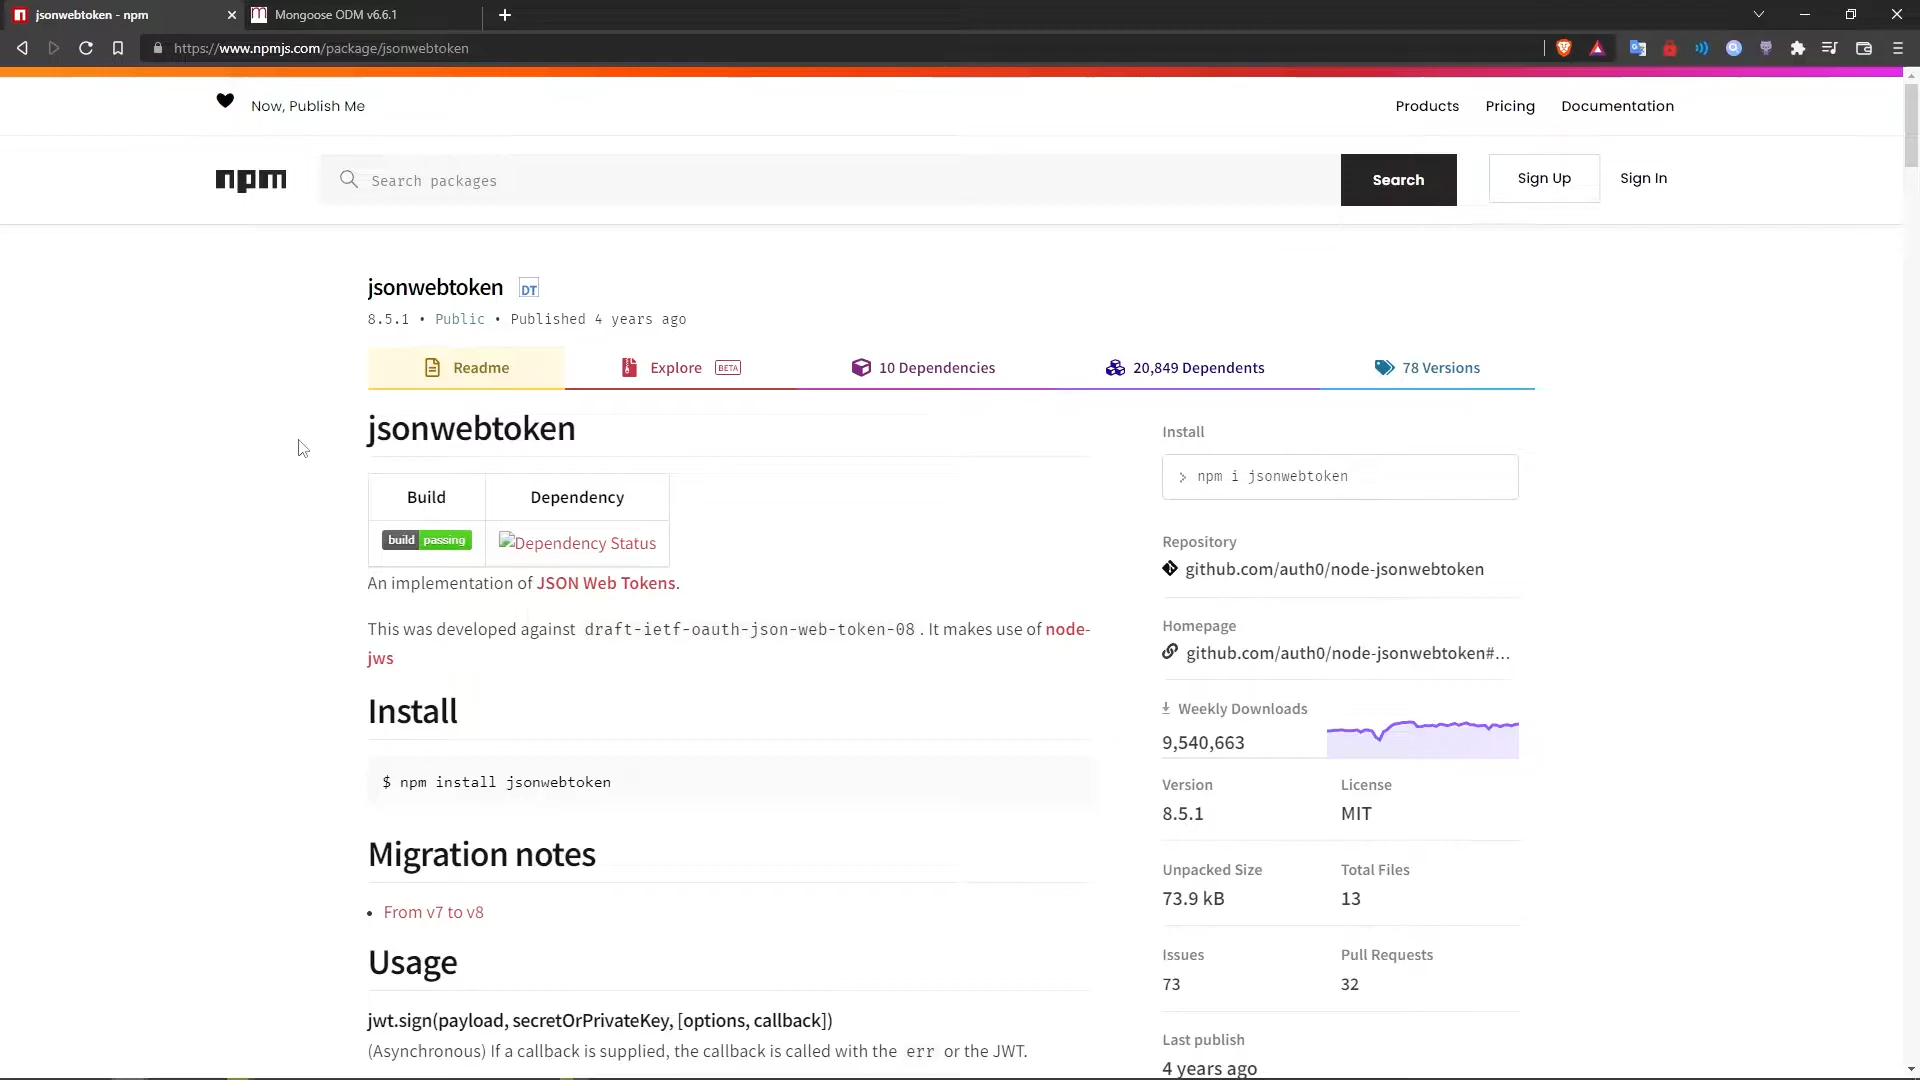 jsonwebtoken - npm
Mongoose ODM v6.6.1
https://www.npmjs.com/package/jsonwebtoken
Now, Publish Me
Products
Pricing
Documentation
npm
Search packages
Search
Sign Up
Sign In
jsonwebtoken DT
8.5.1 • Public • Published 4 years ago
Readme
Explore BETA
10 Dependencies
20,849 Dependents
78 Versions
jsonwebtoken
Build Dependency
build passing Dependency Status
An implementation of JSON Web Tokens.
This was developed against draft-ietf-oauth-json-web-token-08 . It makes use of node-
jws
Install
$ npm install jsonwebtoken
Migration notes
• From v7 to v8
Usage
jwt.sign(payload, secretOrPrivateKey, [options, callback])
(Asynchronous) If a callback is supplied, the callback is called with the err or the JWT.
Install
> npm i jsonwebtoken
Repository
github.com/auth0/node-jsonwebtoken
Homepage
github.com/auth0/node-jsonwebtoken#...
Weekly Downloads
9,540,663
Version License
8.5.1 MIT
Unpacked Size Total Files
73.9 kB 13
Issues Pull Requests
73 32
Last publish
4 years ago